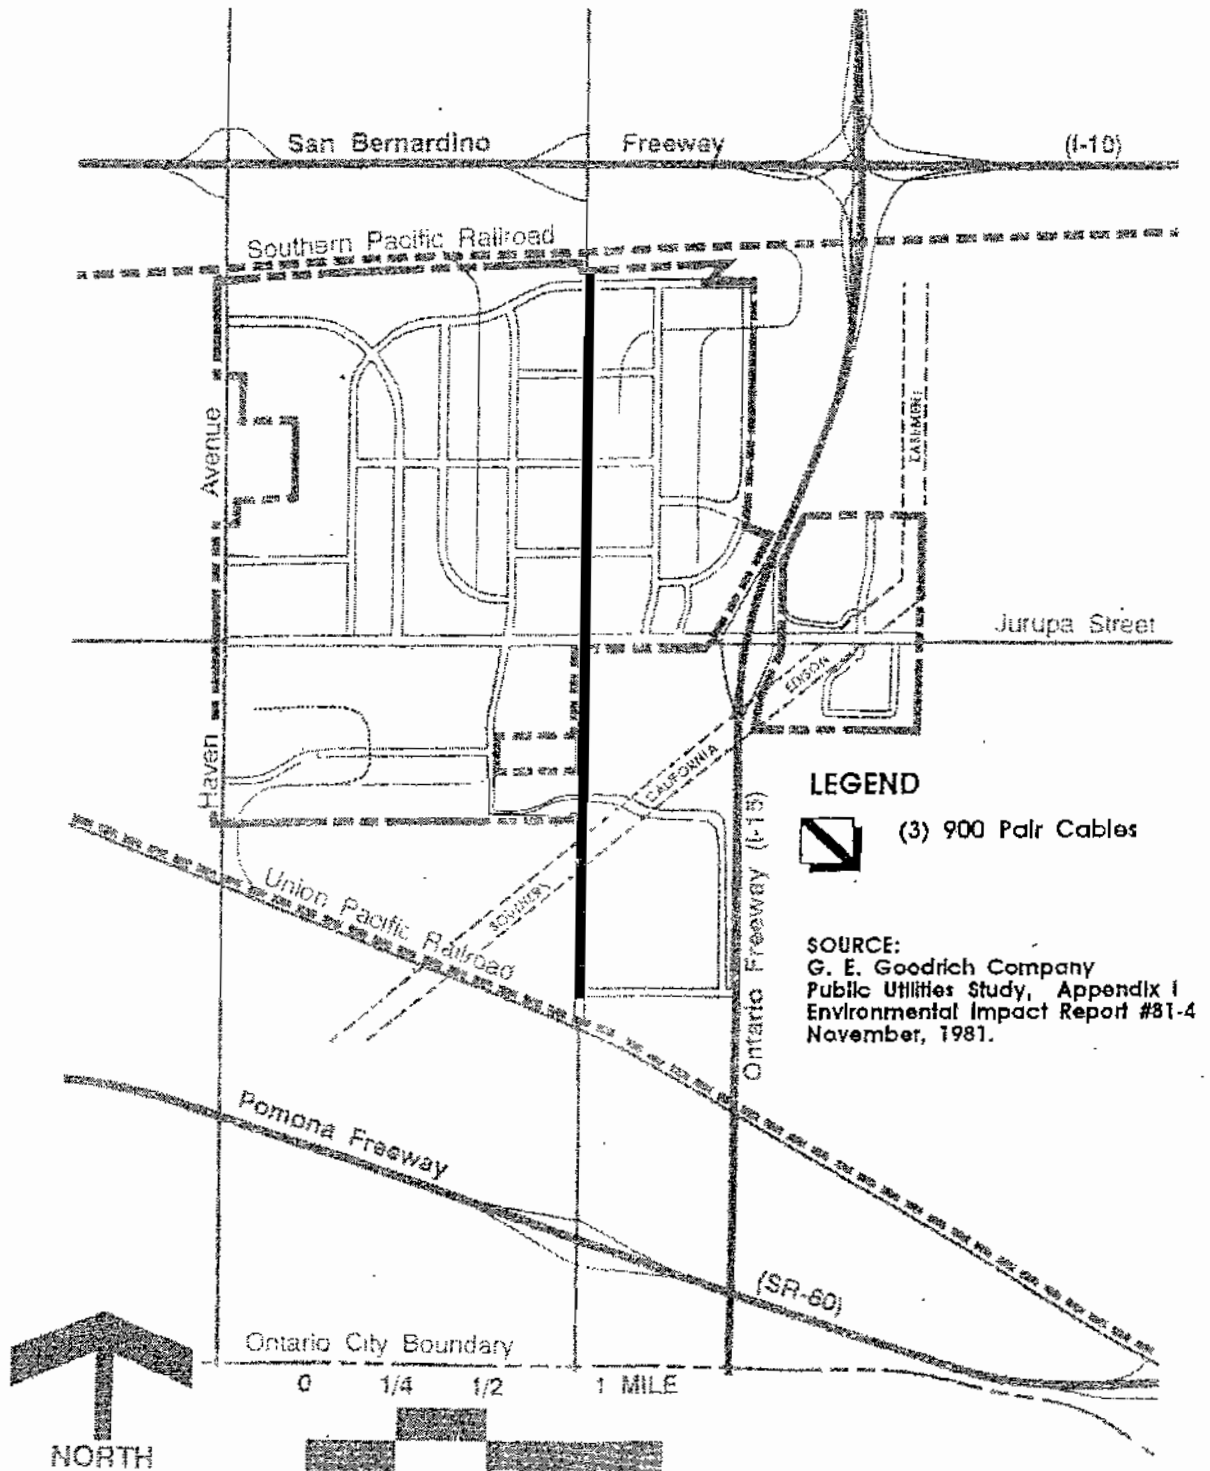 San Bernardino Freeway (I-10)
Southern Pacific Railroad
Haven Avenue
EASEMENT
Jurupa Street
SOUTHERN CALIFORNIA EDISON
LEGEND
(3) 900 Pair Cables
Union Pacific Railroad
Ontario Freeway (I-15)
SOURCE:
G. E. Goodrich Company
Public Utilities Study, Appendix I
Environmental Impact Report #81-4
November, 1981.
Pomona Freeway (SR-60)
Ontario City Boundary
0 1/4 1/2 1 MILE
NORTH